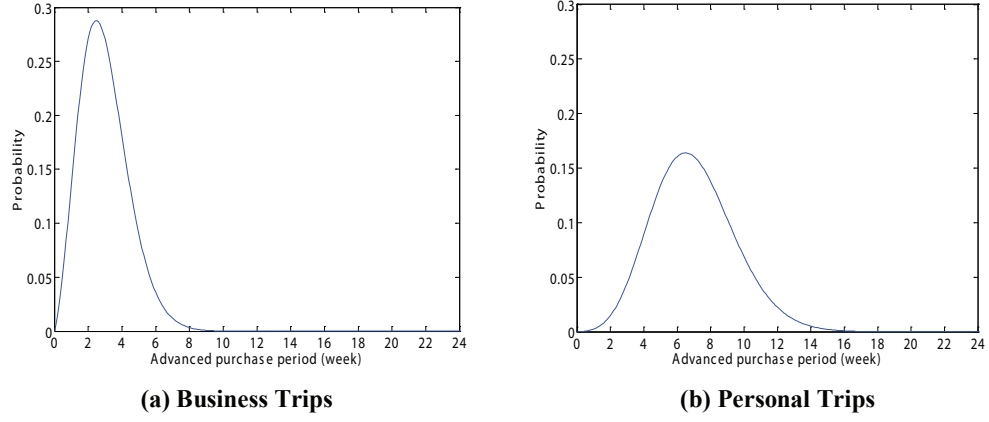 0.3
0.25
0.2
0.15
0.1
0.05
0
Probability
0 2 4 6 8 10 12 14 16 18 20 22 24
Advanced purchase period (week)
(a) Business Trips
0.3
0.25
0.2
0.15
0.1
0.05
0
Probability
0 2 4 6 8 10 12 14 16 18 20 22 24
Advanced purchase period (week)
(b) Personal Trips